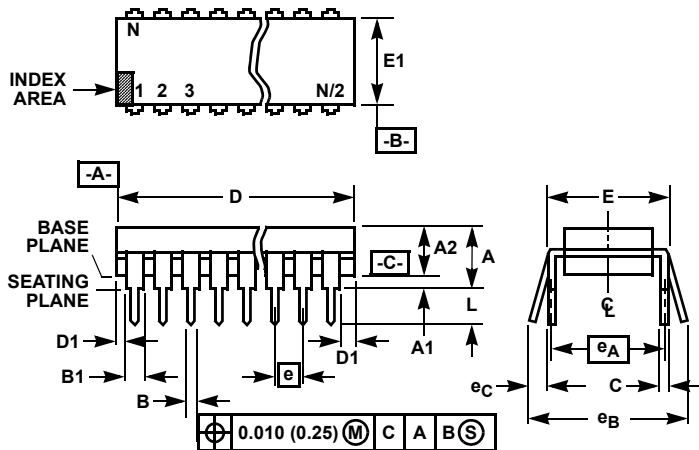 N
E1
INDEX
AREA
1 2 3 N/2
-B-
-A-
D
E
BASE
PLANE
A2
A
-C-
SEATING
PLANE
L
C
L
D1
A1
D1
eA
B1
e
eC
C
B
eB
0.010 (0.25) M C A B S